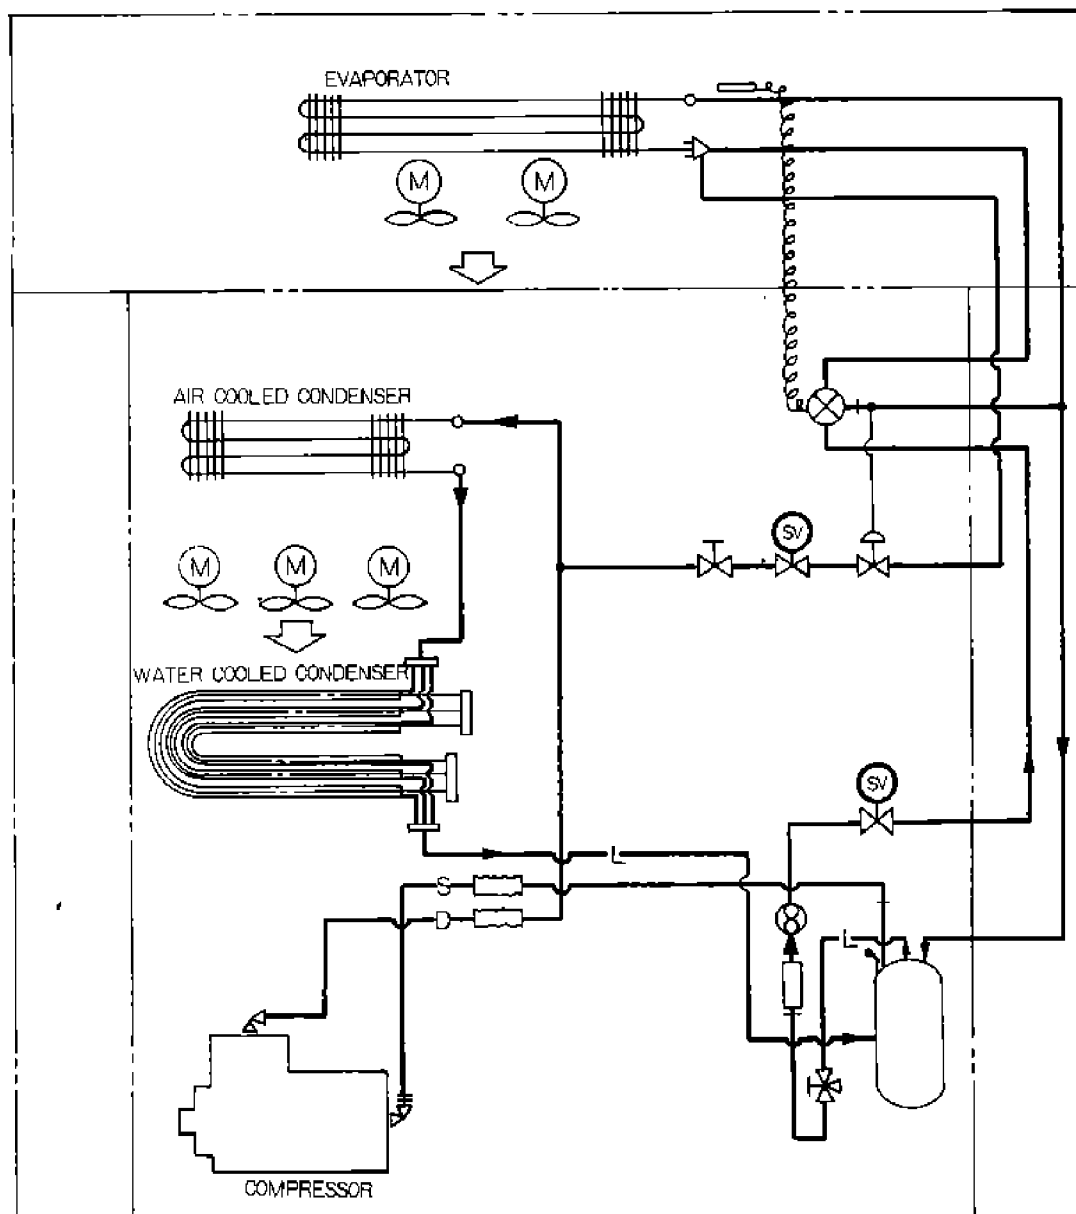 EVAPORATOR
M M
AIR COOLED CONDENSER
SV
M M M
WATER COOLED CONDENSER
SV
L
S
D
L
COMPRESSOR